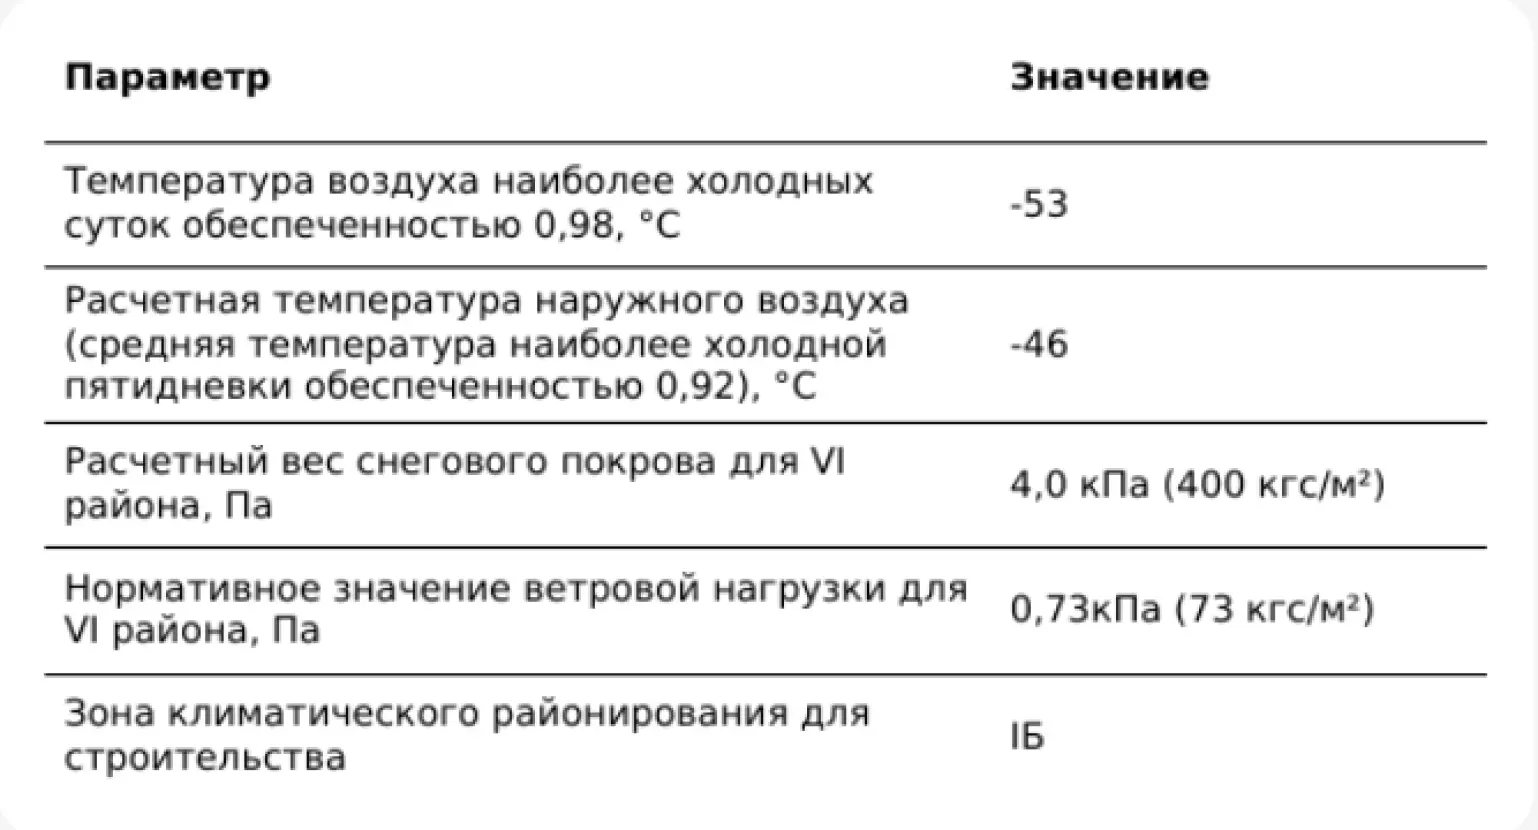 Параметр
Значение
Температура воздуха наиболее холодных
суток обеспеченностью 0,98, °С
-53
Расчетная температура наружного воздуха
(средняя температура наиболее холодной
пятидневки обеспеченностью 0,92), °С
-46
Расчетный вес снегового покрова для VI
района, Па
4,0 кПа (400 кгс/м²)
Нормативное значение ветровой нагрузки для
VI района, Па
0,73кПа (73 кгс/м²)
Зона климатического районирования для
строительства
IБ